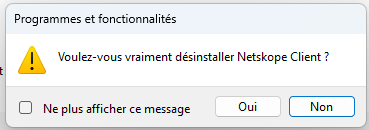 Programmes et fonctionnalités
Voulez-vous vraiment désinstaller Netskope Client ?
t
Ne plus afficher ce message
Oui
Non